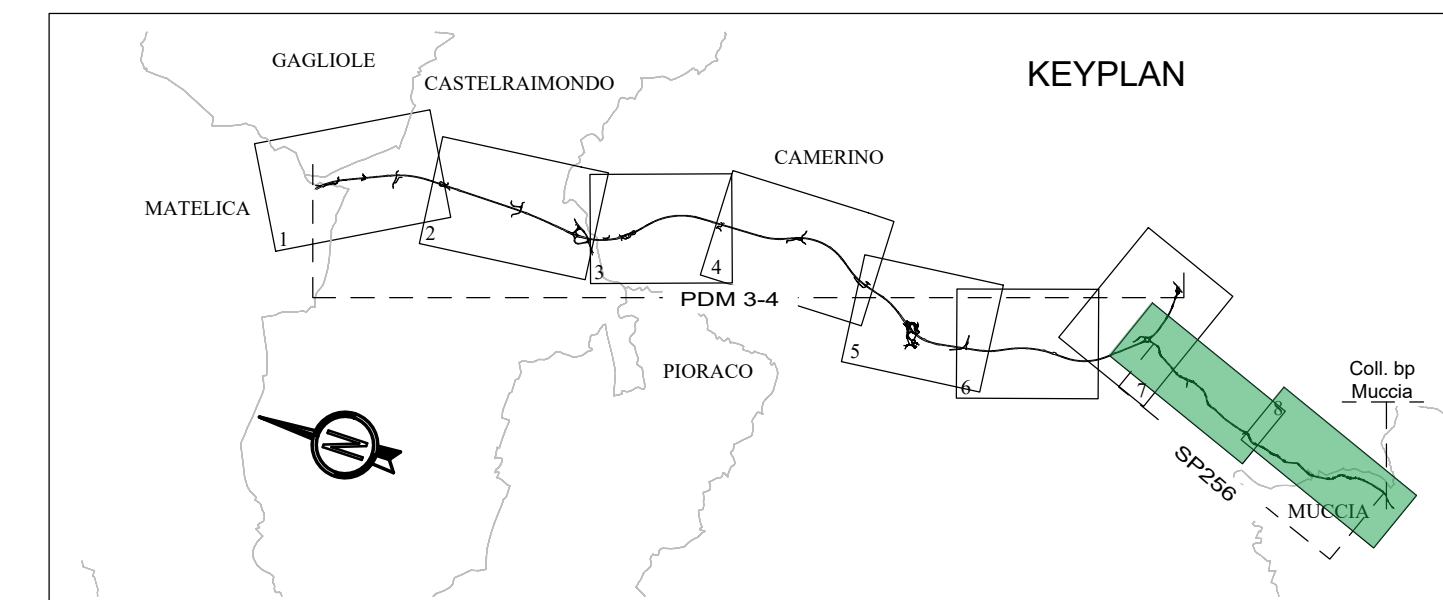 KEYPLAN
GAGLIOLE
CASTELRAIMONDO
CAMERINO
MATELICA
1
2
3
4
PDM 3-4
5
6
PIORACO
7
8
Coll. bp
Muccia
SP256
MUCCIA
N